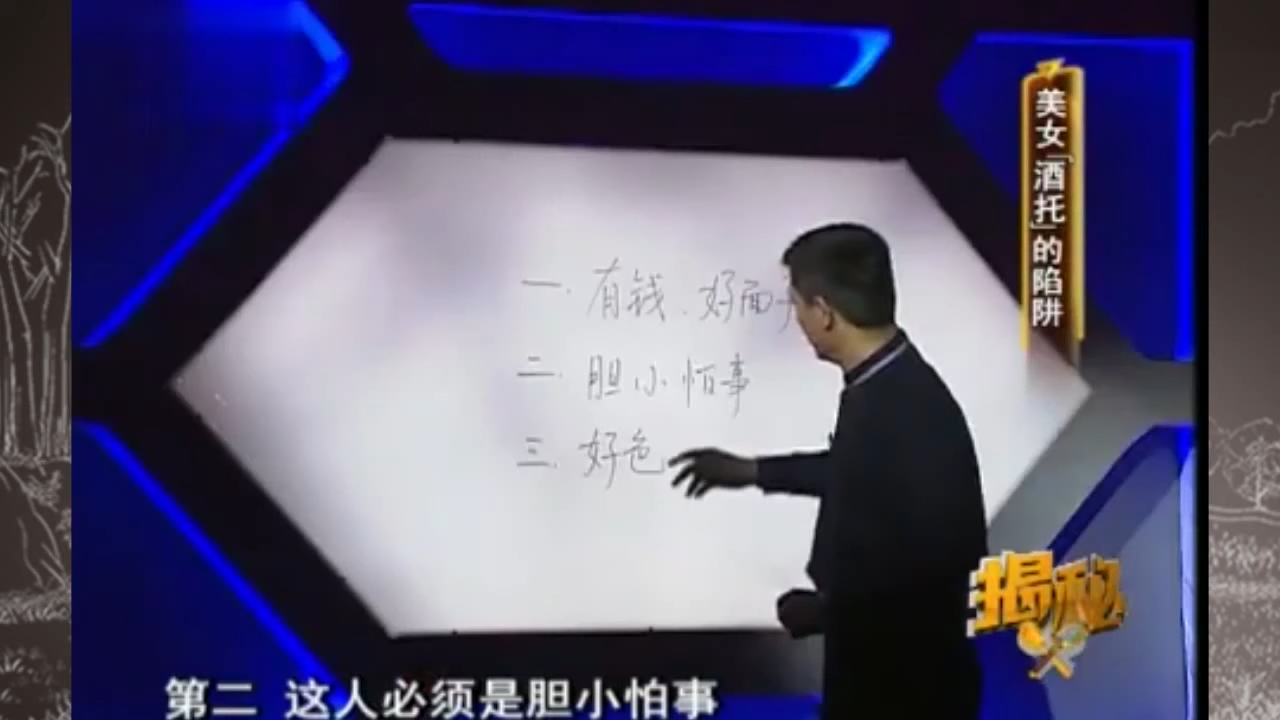 美女「酒托」的陷阱
一.有钱、好面子
二.胆小怕事
三.好色
揭秘
第二 这人必须是胆小怕事